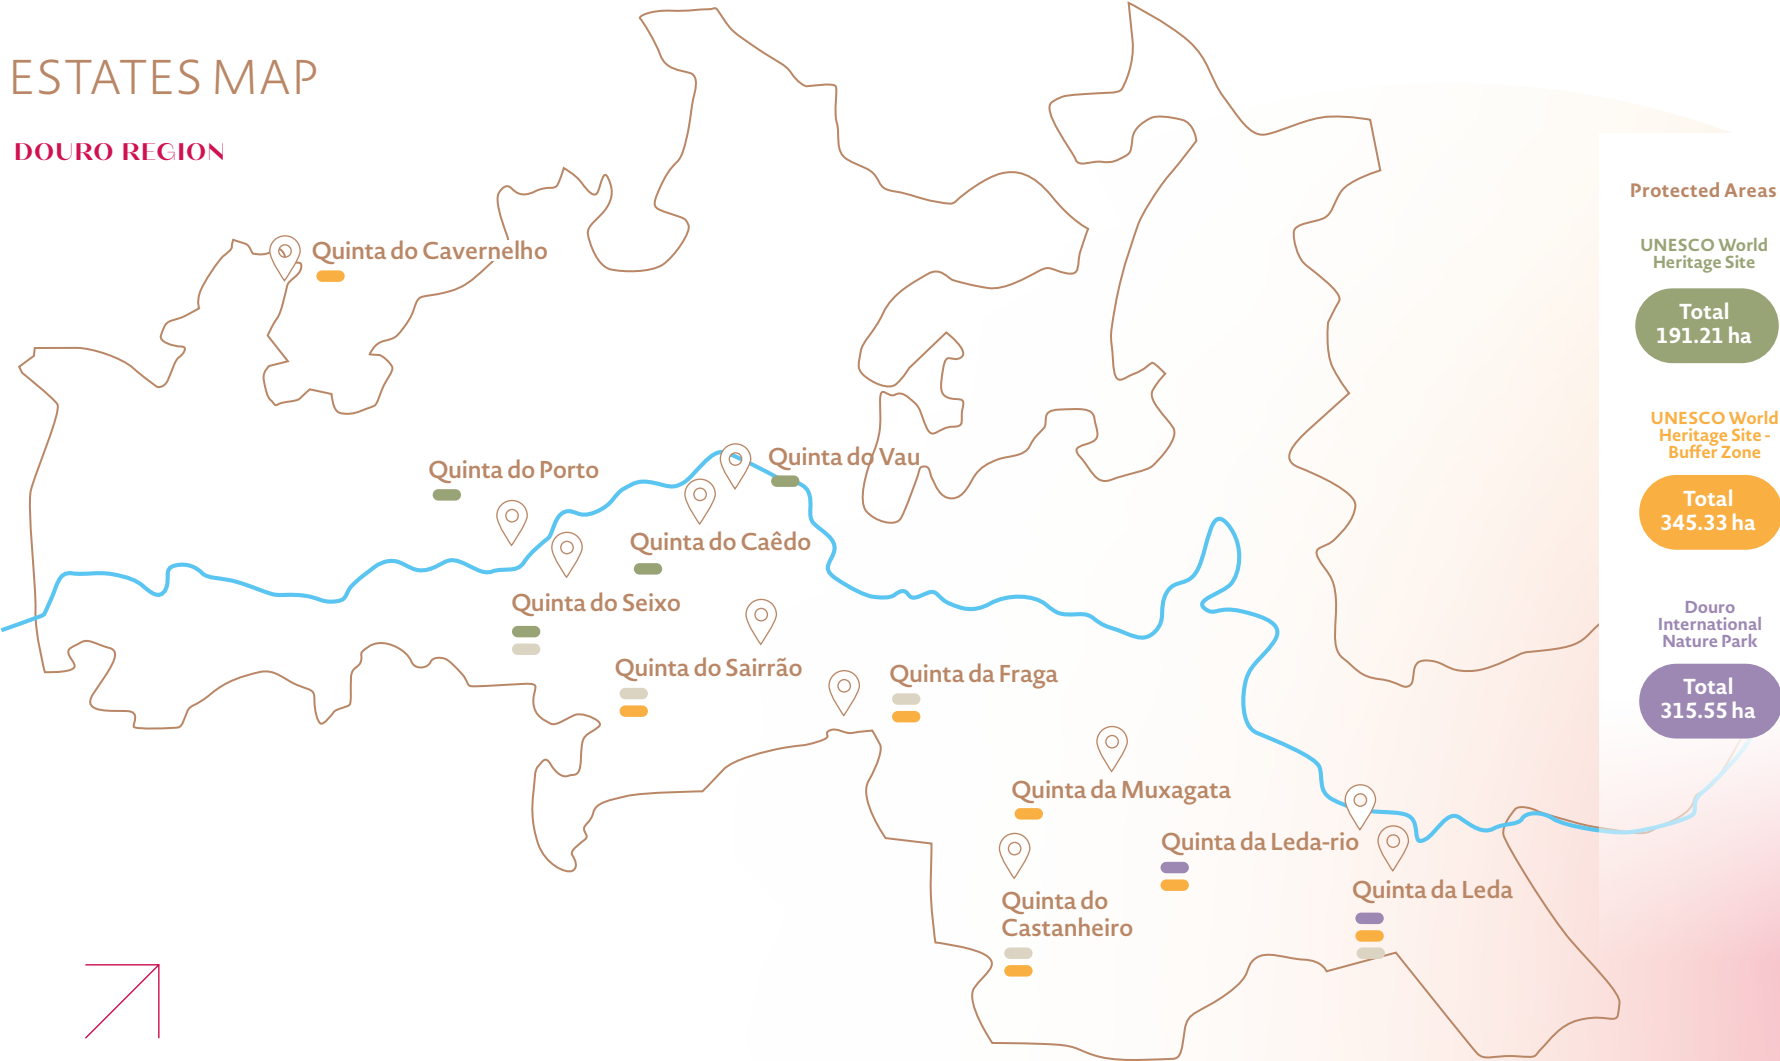 ESTATES MAP
DOURO REGION
Quinta do Cavernelho
Quinta do Porto
Quinta do Vau
Quinta do Caêdo
Quinta do Seixo
Quinta do Sairrão
Quinta da Fraga
Quinta da Muxagata
Quinta da Leda-rio
Quinta da Leda
Quinta do
Castanheiro
Protected Areas
UNESCO World
Heritage Site
Total
191.21 ha
UNESCO World
Heritage Site -
Buffer Zone
Total
345.33 ha
Douro
International
Nature Park
Total
315.55 ha